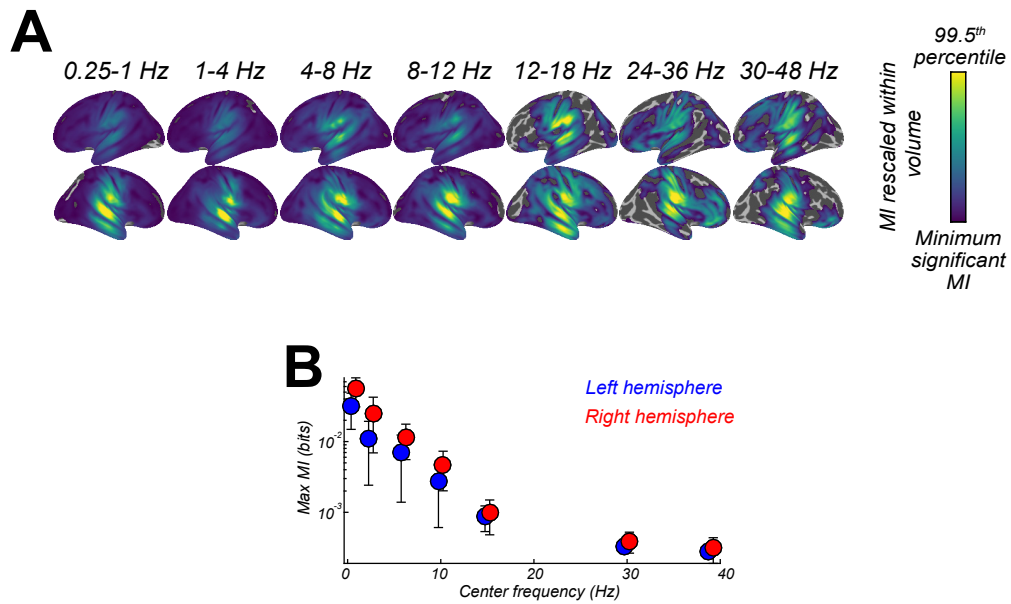 A
0.25-1 Hz 1-4 Hz 4-8 Hz 8-12 Hz 12-18 Hz 24-36 Hz 30-48 Hz
MI rescaled within
volume
99.5th
percentile
Minimum
significant
MI
B
Left hemisphere
Right hemisphere
Max MI (bits)
10-2
10-3
0 10 20 30 40
Center frequency (Hz)